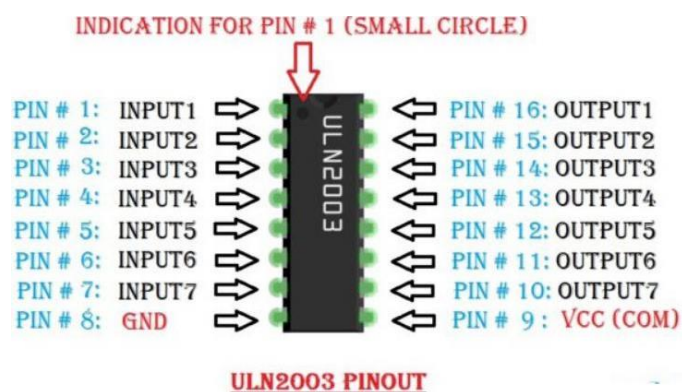 INDICATION FOR PIN # 1 (SMALL CIRCLE)
PIN # 1: INPUT1
PIN # 2: INPUT2
PIN # 3: INPUT3
PIN # 4: INPUT4
PIN # 5: INPUT5
PIN # 6: INPUT6
PIN # 7: INPUT7
PIN # 8: GND
ULN2003
PIN # 16: OUTPUT1
PIN # 15: OUTPUT2
PIN # 14: OUTPUT3
PIN # 13: OUTPUT4
PIN # 12: OUTPUT5
PIN # 11: OUTPUT6
PIN # 10: OUTPUT7
PIN # 9 : VCC (COM)
ULN2003 PINOUT